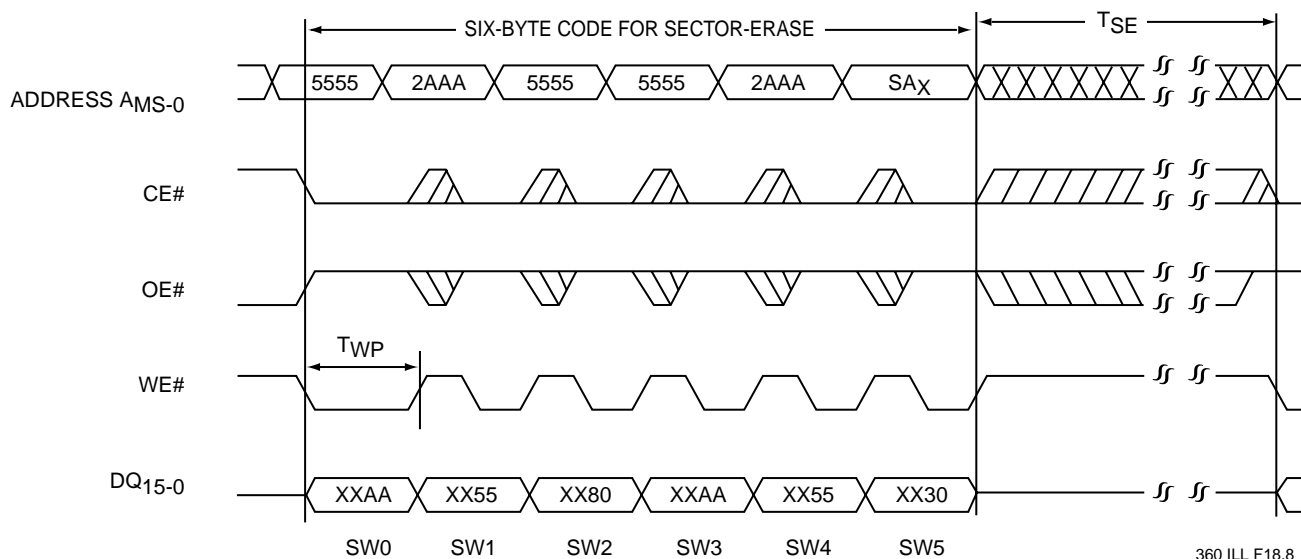 SIX-BYTE CODE FOR SECTOR-ERASE TSE
ADDRESS AMS-0 5555 2AAA 5555 5555 2AAA SAX
CE#
OE#
TWP
WE#
DQ15-0 XXAA XX55 XX80 XXAA XX55 XX30
SW0 SW1 SW2 SW3 SW4 SW5
360 ILL F18.8